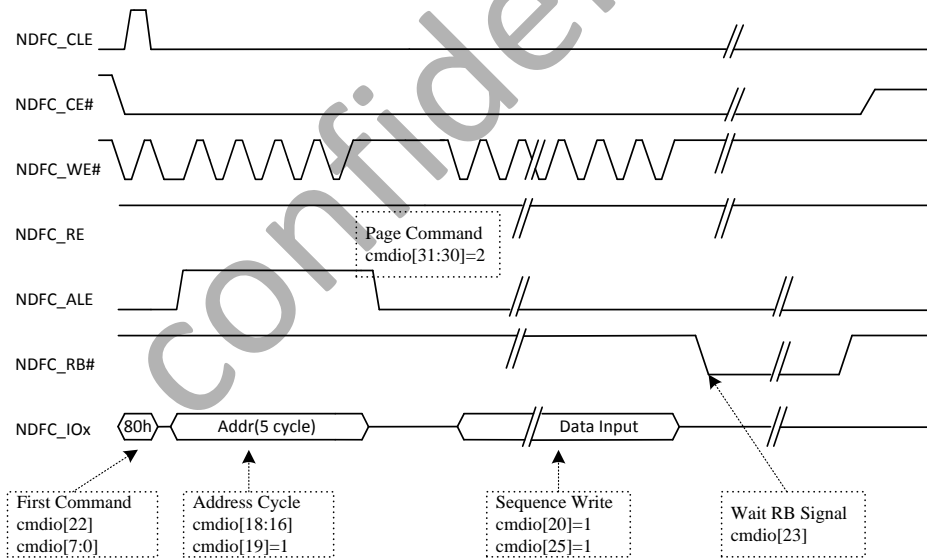 confiden
NDFC_CLE
NDFC_CE#
NDFC_WE#
NDFC_RE
Page Command
cmdio[31:30]=2
NDFC_ALE
NDFC_RB#
NDFC_IOx
80h
Addr(5 cycle)
Data Input
First Command
cmdio[22]
cmdio[7:0]
Address Cycle
cmdio[18:16]
cmdio[19]=1
Sequence Write
cmdio[20]=1
cmdio[25]=1
Wait RB Signal
cmdio[23]